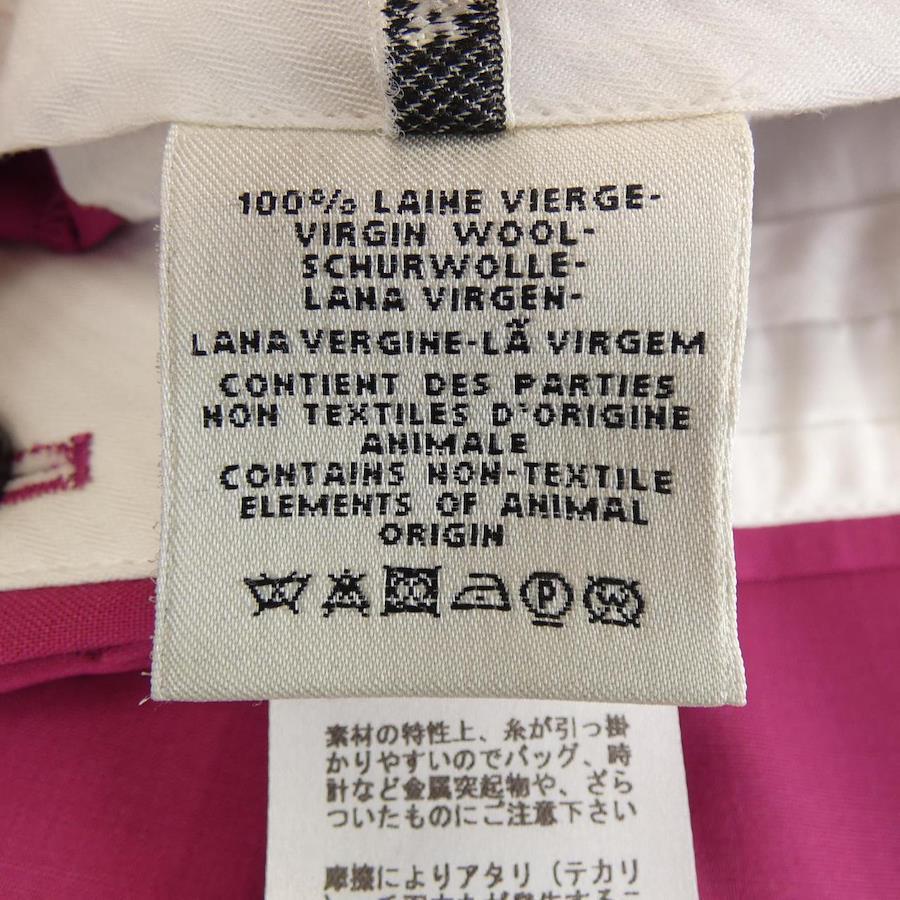 100% LAINE VIERGE-
VIRGIN WOOL-
SCHURWOLLE-
LANA VIRGEN-
LANA VERGINE-LÃ VIRGEM
CONTIENT DES PARTIES
NON TEXTILES D'ORIGINE
ANIMALE
CONTAINS NON-TEXTILE
ELEMENTS OF ANIMAL
ORIGIN
P W
素材の特性上、糸が引っ掛
かりやすいのでバッグ、時
計など金属突起物や、ざら
ついたものにご注意下さい
摩擦によりアタリ（テカリ